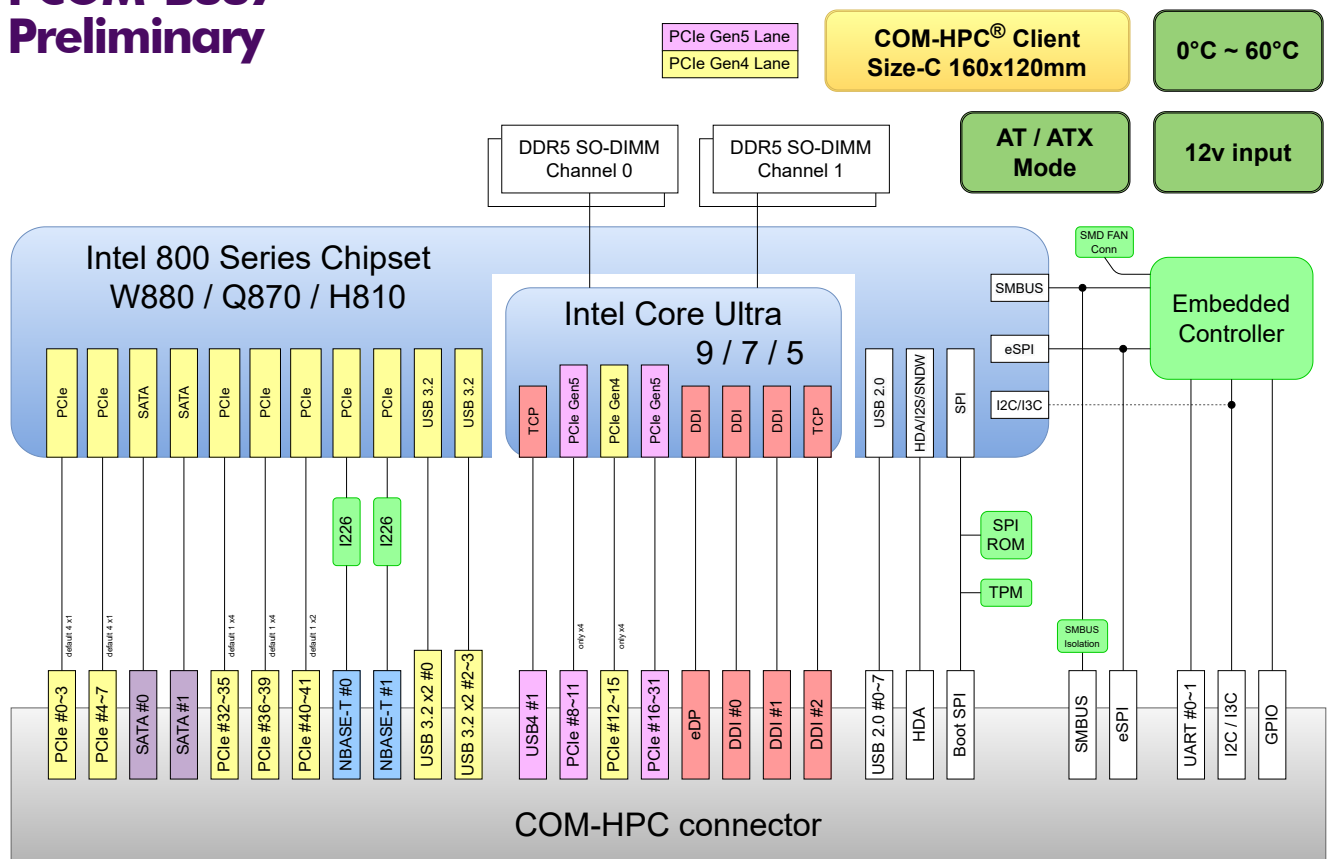 Preliminary
PCIe Gen5 Lane
PCIe Gen4 Lane
COM-HPC® Client
Size-C 160x120mm
0°C ~ 60°C
AT / ATX
Mode
12v input
DDR5 SO-DIMM
Channel 0
DDR5 SO-DIMM
Channel 1
Intel 800 Series Chipset
W880 / Q870 / H810
Intel Core Ultra
9 / 7 / 5
SMD FAN
Conn
Embedded
Controller
SMBUS
eSPI
I2C/I3C
PCIe
PCIe
SATA
SATA
PCIe
PCIe
PCIe
PCIe
PCIe
USB 3.2
USB 3.2
TCP
PCIe Gen5
PCIe Gen4
PCIe Gen5
DDI
DDI
DDI
TCP
USB 2.0
HDA/I2S/SNDW
SPI
I226
I226
SPI
ROM
TPM
SMBUS
Isolation
default 4 x1
default 4 x1
default 1 x4
default 1 x4
default 1 x2
only x4
only x4
PCIe #0~3
PCIe #4~7
SATA #0
SATA #1
PCIe #32~35
PCIe #36~39
PCIe #40~41
NBASE-T #0
NBASE-T #1
USB 3.2 x2 #0
USB 3.2 x2 #2~3
USB4 #1
PCIe #8~11
PCIe #12~15
PCIe #16~31
eDP
DDI #0
DDI #1
DDI #2
USB 2.0 #0~7
HDA
Boot SPI
SMBUS
eSPI
UART #0~1
I2C / I3C
GPIO
COM-HPC connector